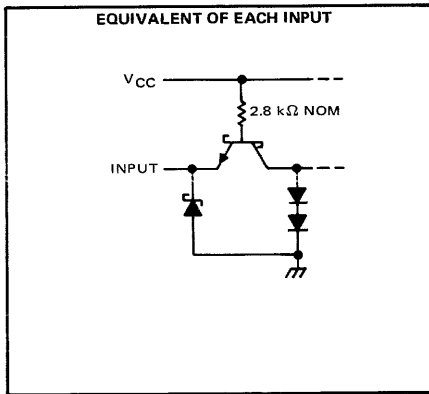 EQUIVALENT OF EACH INPUT
VCC
2.8 kΩ NOM
INPUT